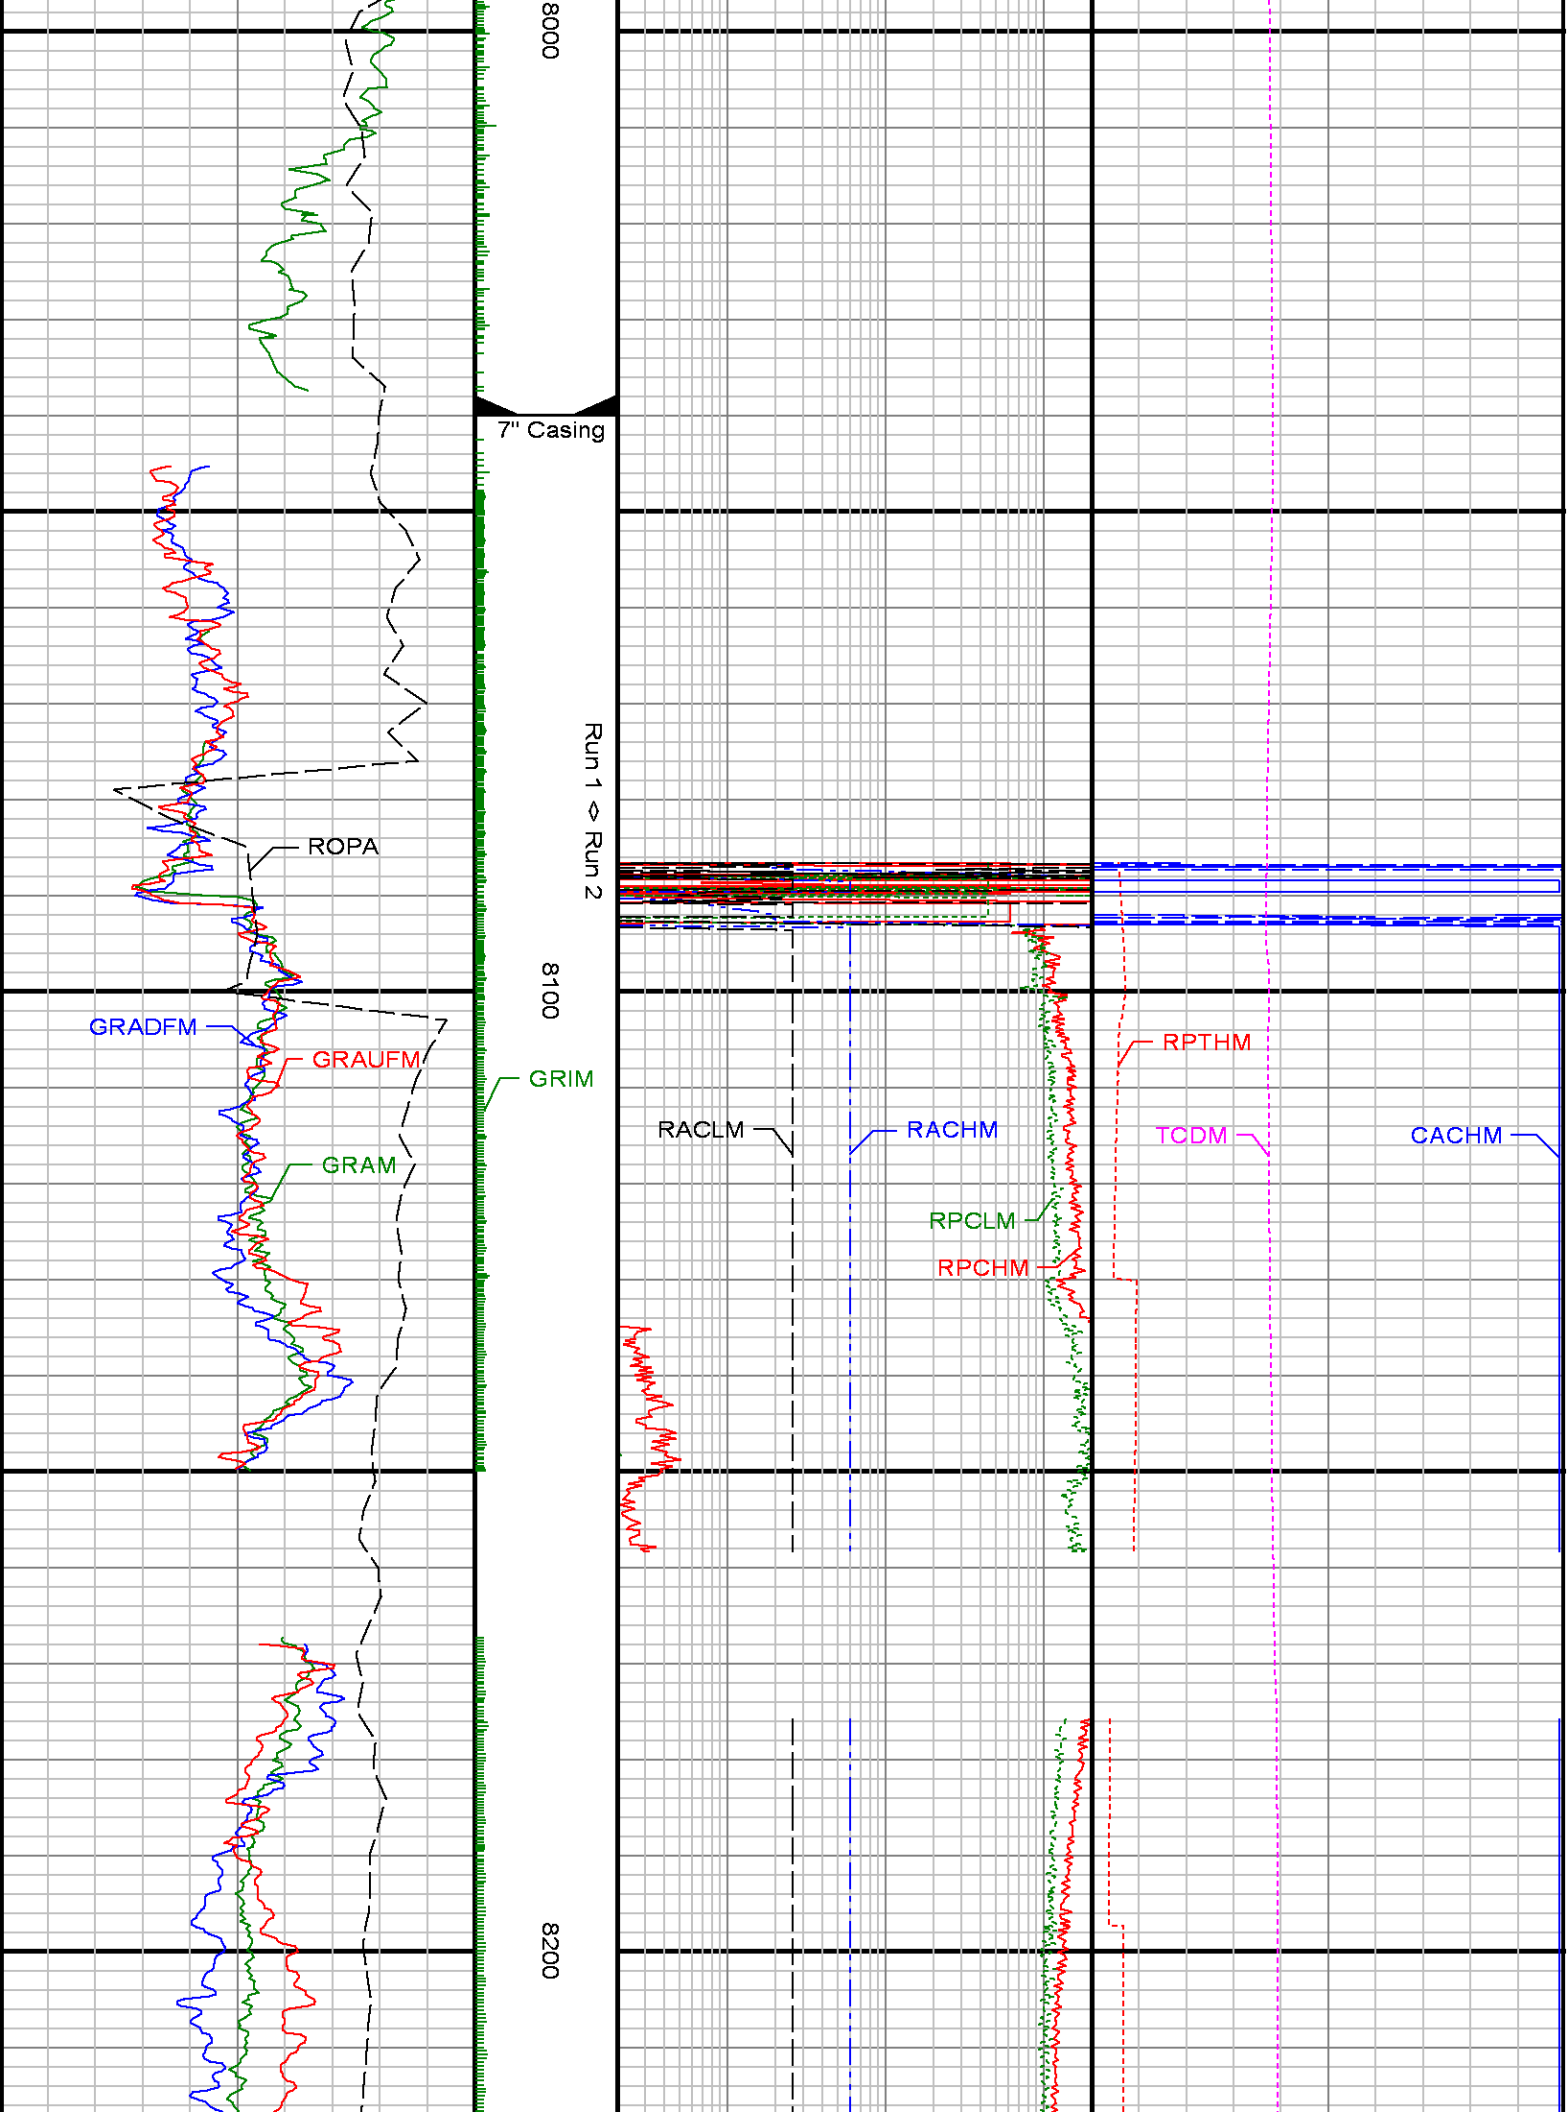 8000
7" Casing
Run 1 <> Run 2
ROPA
8100
GRADFM
GRAUFM
RPTHM
GRIM
RACLM
RACHM
TCDM
CACHM
GRAM
RPCLM
RPCHM
8200